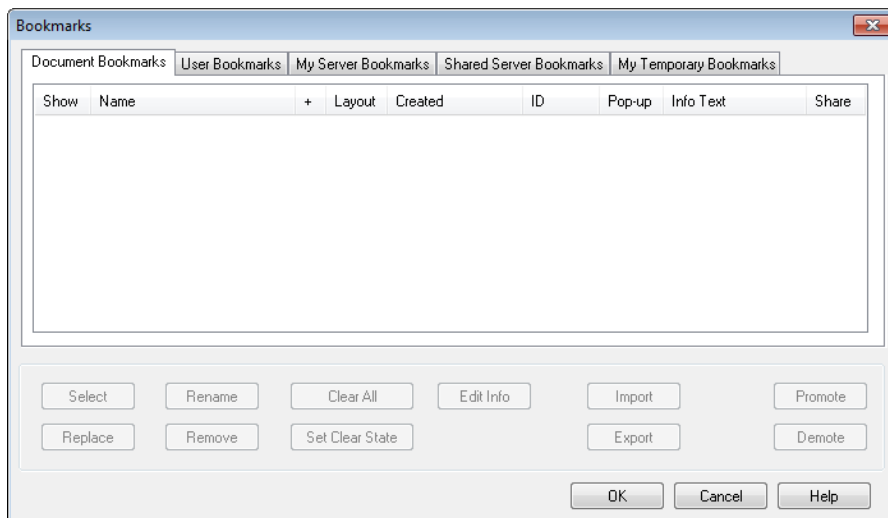 Bookmarks
Document Bookmarks User Bookmarks My Server Bookmarks Shared Server Bookmarks My Temporary Bookmarks
Show Name + Layout Created ID Pop-up Info Text Share
Select Rename Clear All Edit Info Import Promote
Replace Remove Set Clear State Export Demote
OK Cancel Help